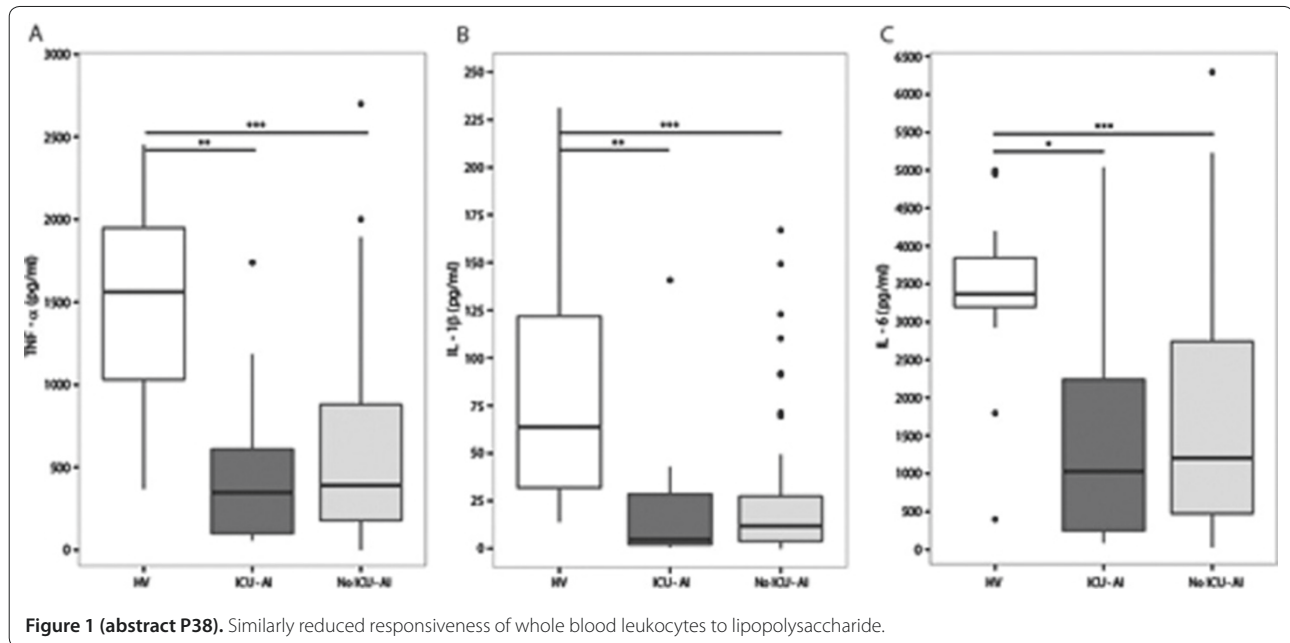 A
3000
2500
2000
1500
1000
500
0
TNF - α (pg/ml)
** 
***
HV
ICU - AI
No ICU - AI
B
250
225
200
175
150
125
100
75
50
25
0
IL - 1β (pg/ml)
**
***
HV
ICU - AI
No ICU - AI
C
6500
6000
5500
5000
4500
4000
3500
3000
2500
2000
1500
1000
500
0
IL - 6 (pg/ml)
*
***
HV
ICU - AI
No ICU - AI
Figure 1 (abstract P38). Similarly reduced responsiveness of whole blood leukocytes to lipopolysaccharide.